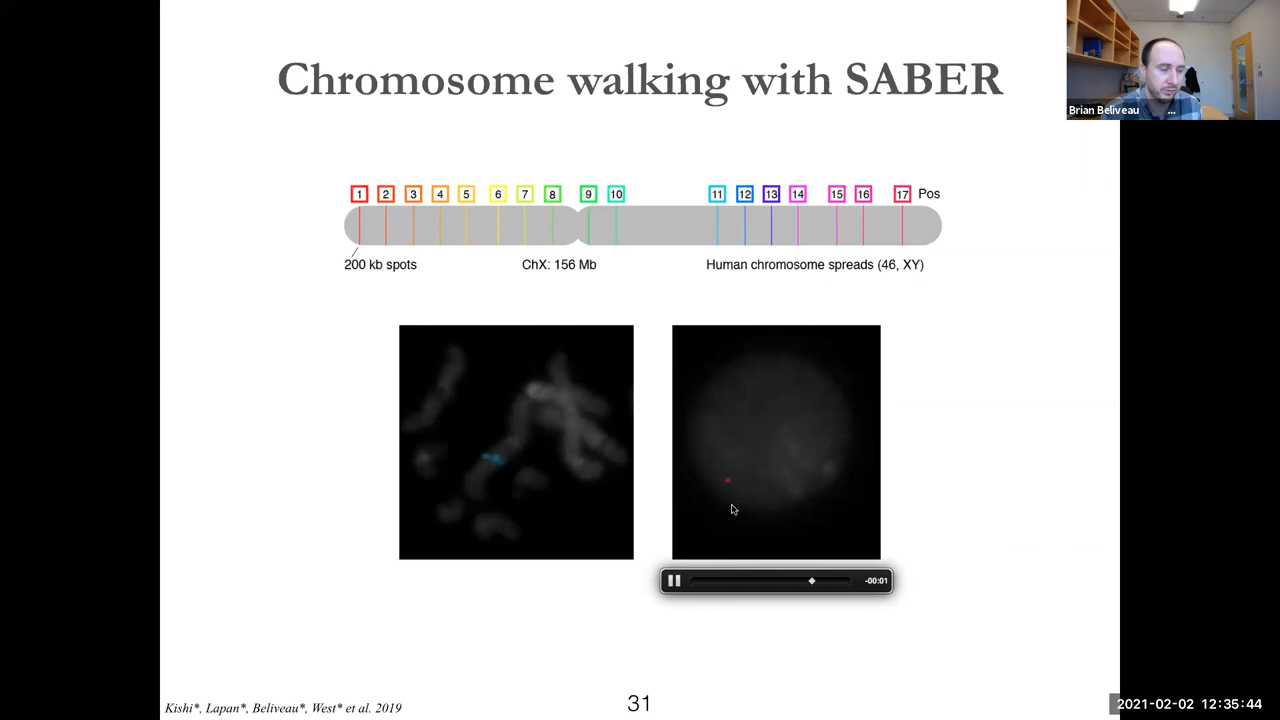 Chromosome walking with SABER
Brian Beliveau ...
1 2 3 4 5 6 7 8 9 10 11 12 13 14 15 16 17 Pos
200 kb spots ChX: 156 Mb Human chromosome spreads (46, XY)
-00:01
Kishi*, Lapan*, Beliveau*, West* et al. 2019
31
2021-02-02 12:35:44